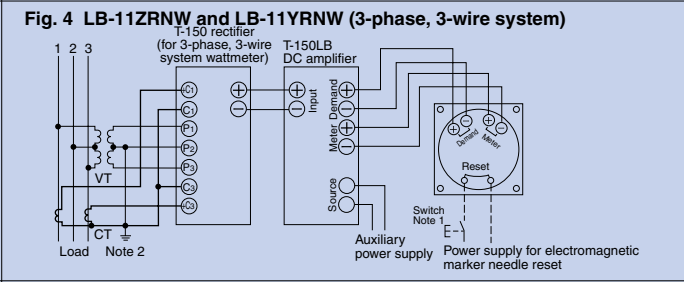 Fig. 4 LB-11ZRNW and LB-11YRNW (3-phase, 3-wire system)
T-150 rectifier
(for 3-phase, 3-wire
system wattmeter)
T-150LB
DC amplifier
1 2 3
+C1
C1
P1
P2
P3
C3
+C3
+
−
+
−
Input
Demand
Meter
Source
+
−
+
−
+
−
+
−
Demand
Meter
Reset
VT
CT
Load
Note 2
Auxiliary
power supply
Switch
Note 1
Power supply for electromagnetic
marker needle reset